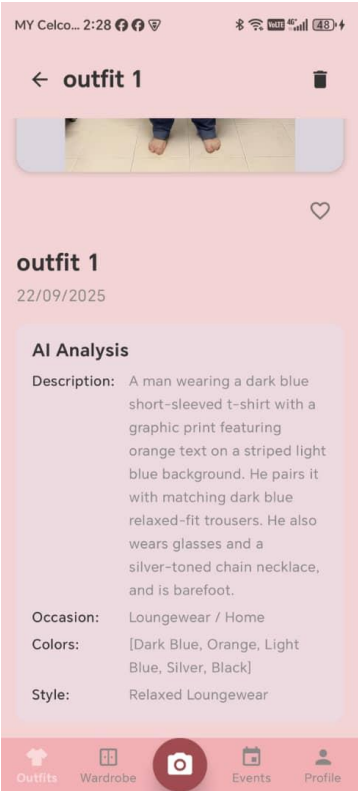 MY Celco... 2:28
VoLTE 4G 48
outfit 1
outfit 1
22/09/2025
AI Analysis
Description: A man wearing a dark blue
short-sleeved t-shirt with a
graphic print featuring
orange text on a striped light
blue background. He pairs it
with matching dark blue
relaxed-fit trousers. He also
wears glasses and a
silver-toned chain necklace,
and is barefoot.
Occasion: Loungewear / Home
Colors: [Dark Blue, Orange, Light
Blue, Silver, Black]
Style: Relaxed Loungewear
Outfits Wardrobe Events Profile